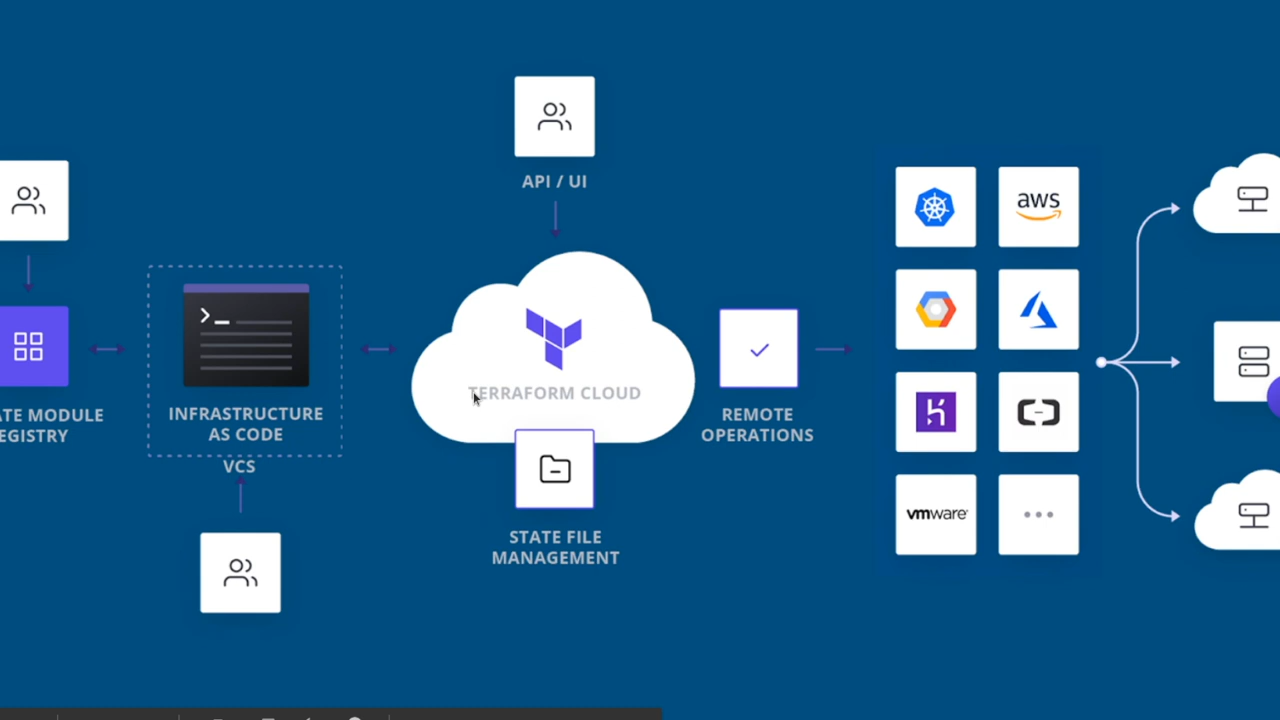 API / UI
aws
TERRAFORM CLOUD
ATE MODULE
EGISTRY
INFRASTRUCTURE
AS CODE
VCS
REMOTE
OPERATIONS
vmware
STATE FILE
MANAGEMENT